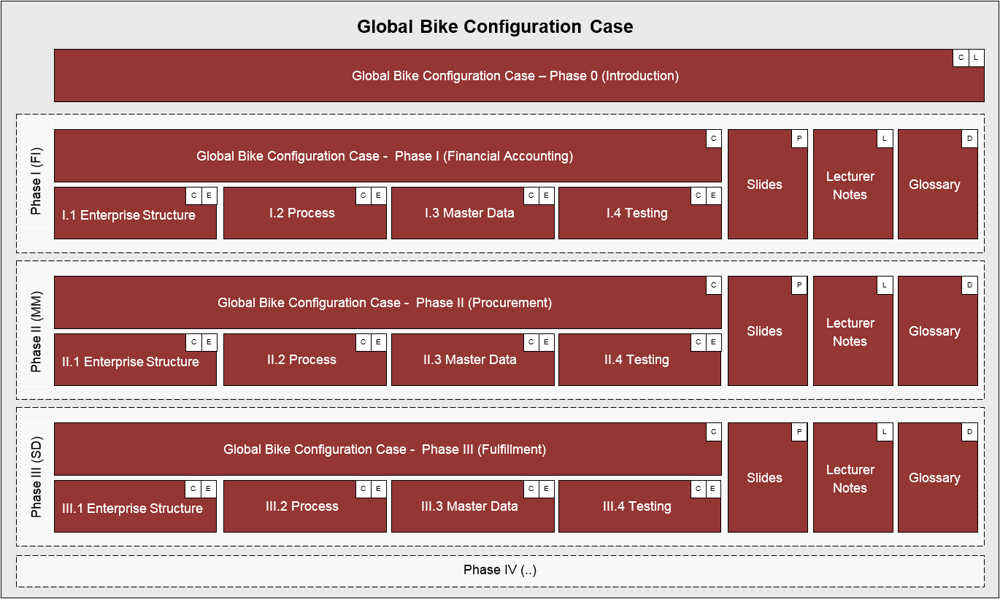 Global Bike Configuration Case
C L
Global Bike Configuration Case – Phase 0 (Introduction)
Phase I (FI)
C
Global Bike Configuration Case - Phase I (Financial Accounting)
C E
I.1 Enterprise Structure
C E
I.2 Process
C E
I.3 Master Data
C E
I.4 Testing
P
Slides
L
Lecturer
Notes
D
Glossary
Phase II (MM)
C
Global Bike Configuration Case - Phase II (Procurement)
C E
II.1 Enterprise Structure
C E
II.2 Process
C E
II.3 Master Data
C E
II.4 Testing
P
Slides
L
Lecturer
Notes
D
Glossary
Phase III (SD)
C
Global Bike Configuration Case - Phase III (Fulfillment)
C E
III.1 Enterprise Structure
C E
III.2 Process
C E
III.3 Master Data
C E
III.4 Testing
P
Slides
L
Lecturer
Notes
D
Glossary
Phase IV (..)